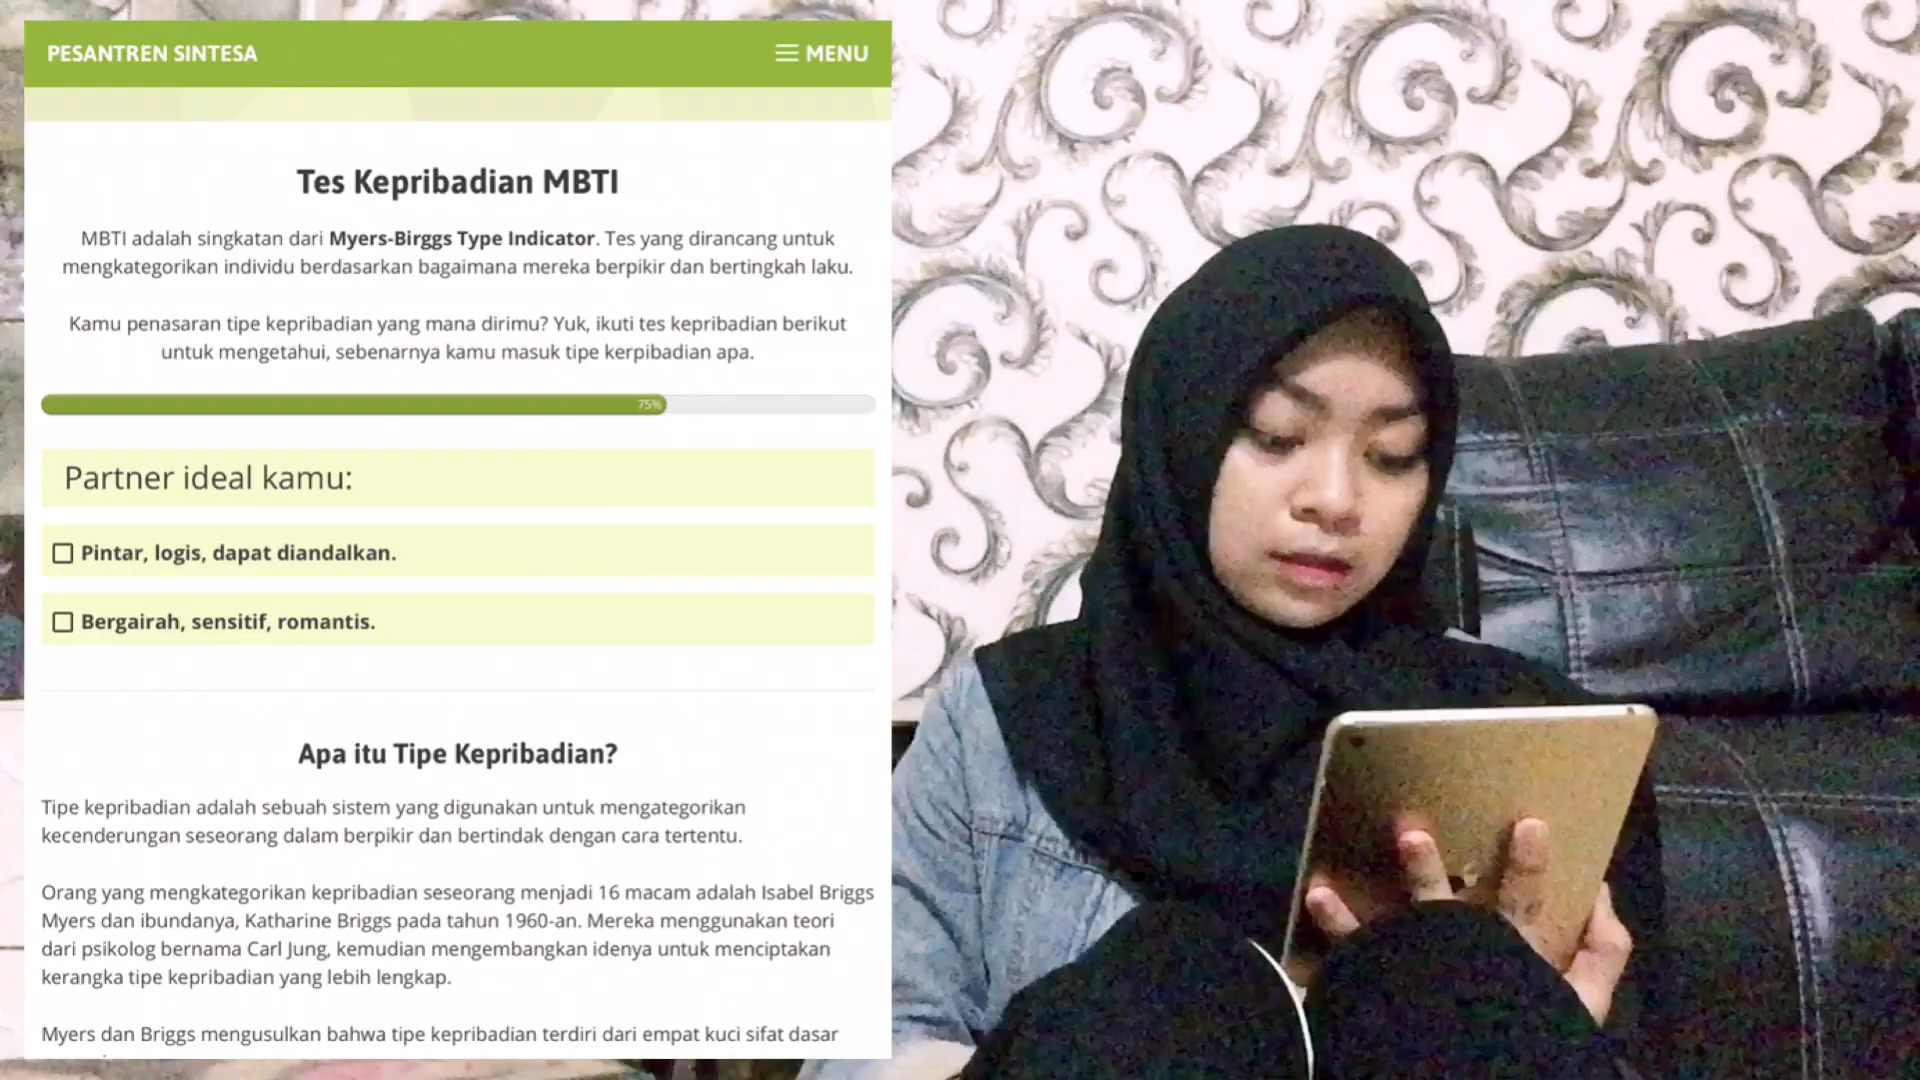 PESANTREN SINTESA
MENU
Tes Kepribadian MBTI
MBTI adalah singkatan dari Myers-Birggs Type Indicator. Tes yang dirancang untuk
mengkategorikan individu berdasarkan bagaimana mereka berpikir dan bertingkah laku.
Kamu penasaran tipe kepribadian yang mana dirimu? Yuk, ikuti tes kepribadian berikut
untuk mengetahui, sebenarnya kamu masuk tipe kerpibadian apa.
75%
Partner ideal kamu:
Pintar, logis, dapat diandalkan.
Bergairah, sensitif, romantis.
Apa itu Tipe Kepribadian?
Tipe kepribadian adalah sebuah sistem yang digunakan untuk mengategorikan
kecenderungan seseorang dalam berpikir dan bertindak dengan cara tertentu.
Orang yang mengkategorikan kepribadian seseorang menjadi 16 macam adalah Isabel Briggs
Myers dan ibundanya, Katharine Briggs pada tahun 1960-an. Mereka menggunakan teori
dari psikolog bernama Carl Jung, kemudian mengembangkan idenya untuk menciptakan
kerangka tipe kepribadian yang lebih lengkap.
Myers dan Briggs mengusulkan bahwa tipe kepribadian terdiri dari empat kuci sifat dasar